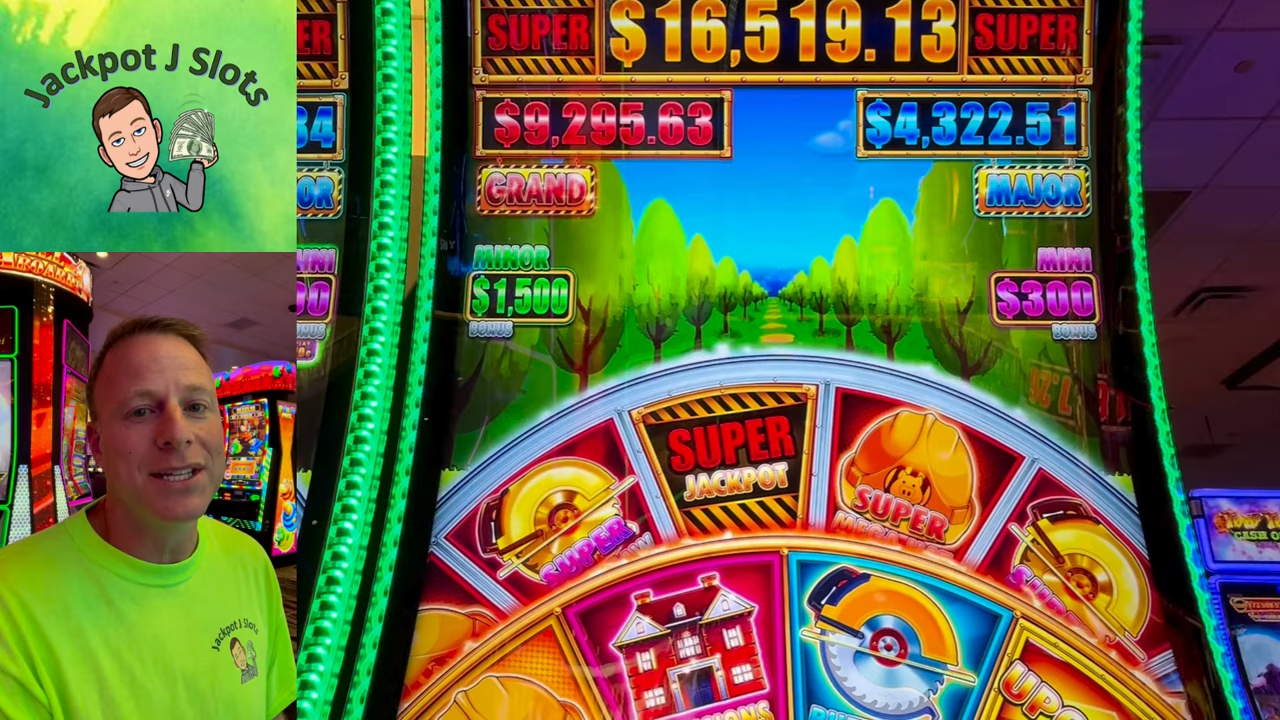 Jackpot J Slots
SUPER
$16,519.13
SUPER
$9,295.63
$4,322.51
GRAND
MAJOR
MINOR
$1,500
BONUS
MINI
$300
BONUS
SUPER
JACKPOT
SUPER
SUPER
Jackpot J Slots